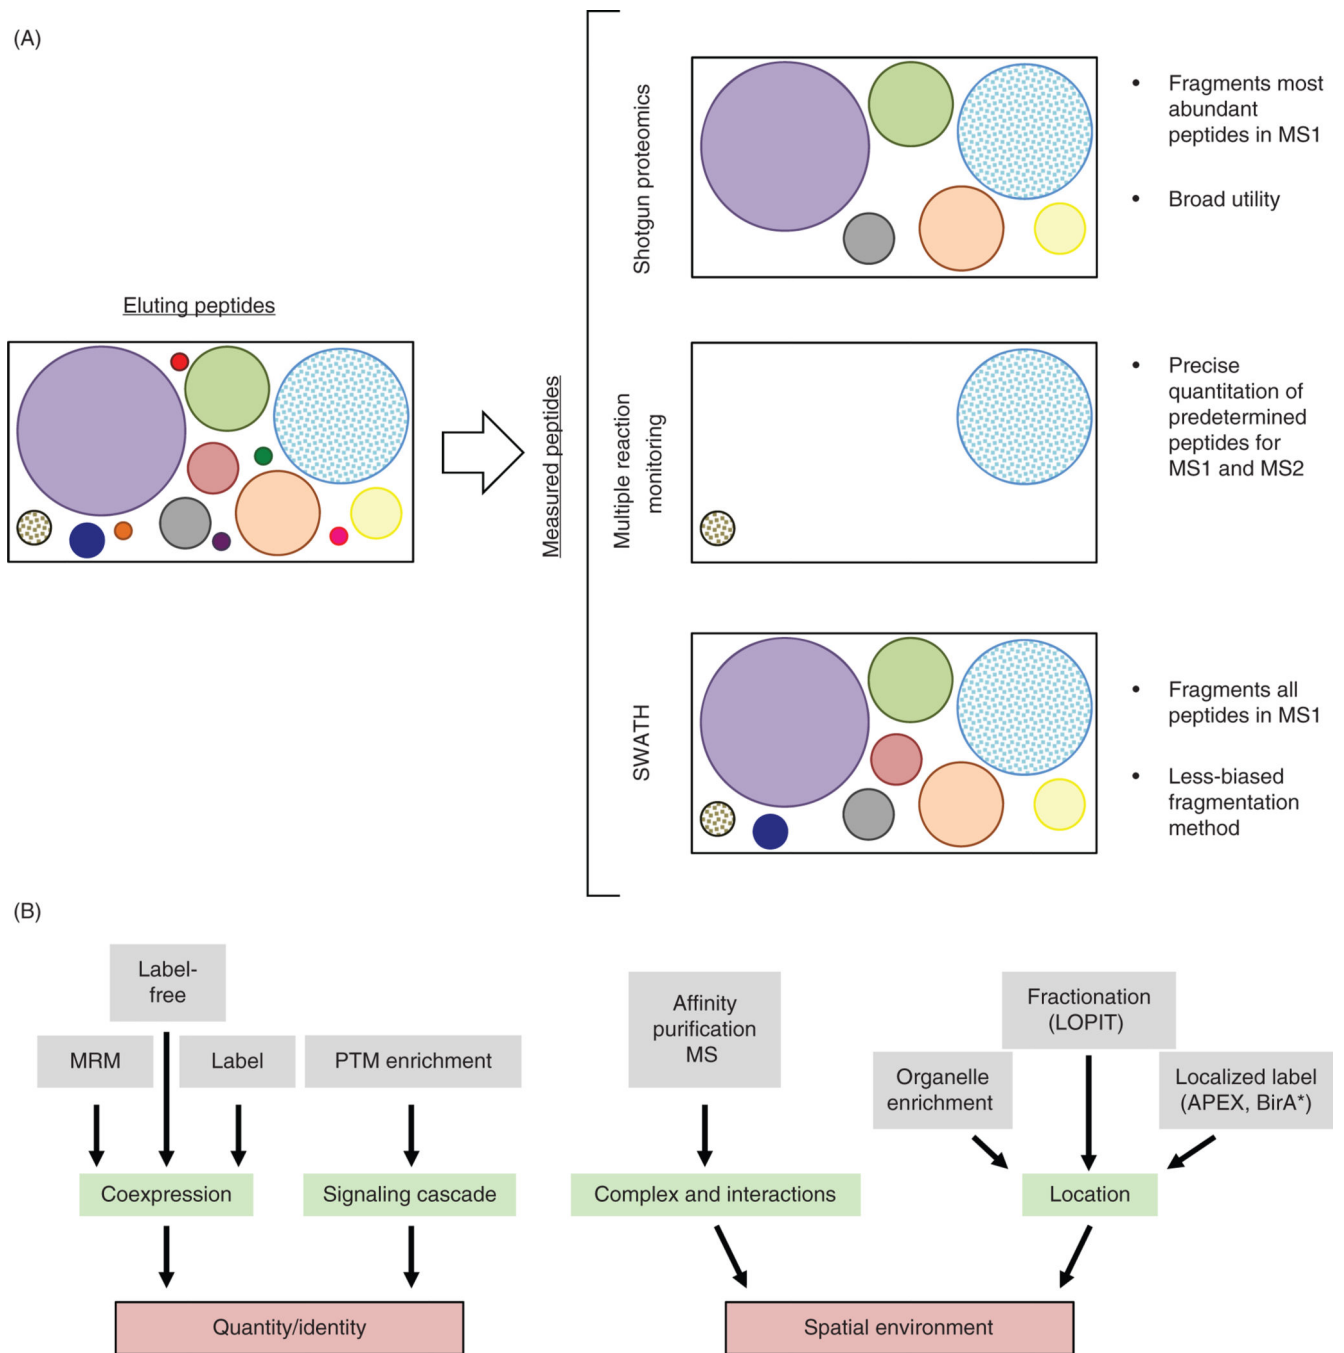 (A)
Eluting peptides
Measured peptides
Shotgun proteomics
• Fragments most
abundant
peptides in MS1
• Broad utility
Multiple reaction
monitoring
• Precise
quantitation of
predetermined
peptides for
MS1 and MS2
SWATH
• Fragments all
peptides in MS1
• Less-biased
fragmentation
method
(B)
Label-
free
MRM
Label
PTM enrichment
Affinity
purification
MS
Fractionation
(LOPIT)
Organelle
enrichment
Localized label
(APEX, BirA*)
Coexpression
Signaling cascade
Complex and interactions
Location
Quantity/identity
Spatial environment